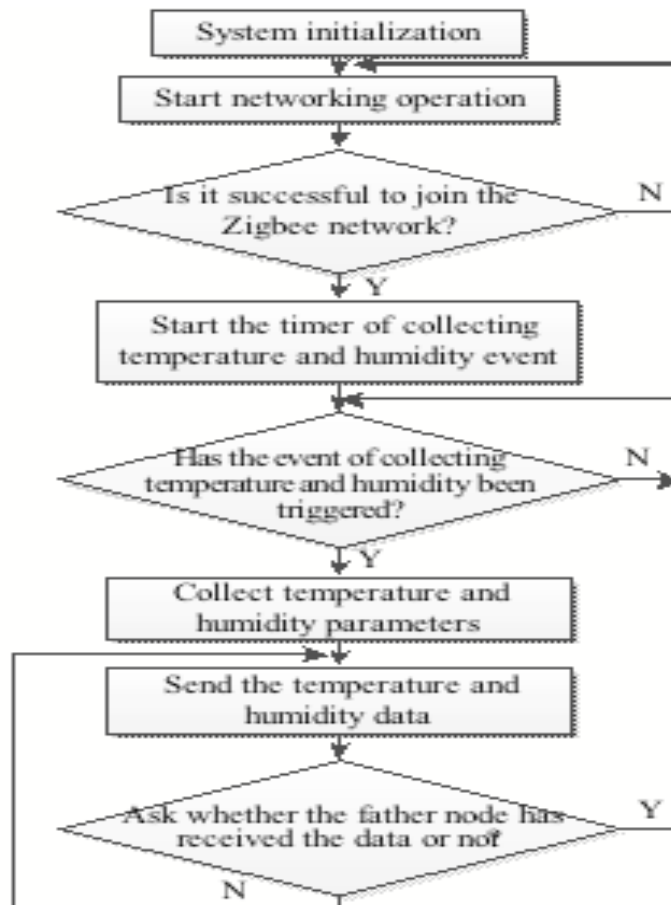 System initialization
Start networking operation
Is it successful to join the
Zigbee network?
N
Y
Start the timer of collecting
temperature and humidity event
Has the event of collecting
temperature and humidity been
triggered?
N
Y
Collect temperature and
humidity parameters
Send the temperature and
humidity data
Ask whether the father node has
received the data or not?
Y
N